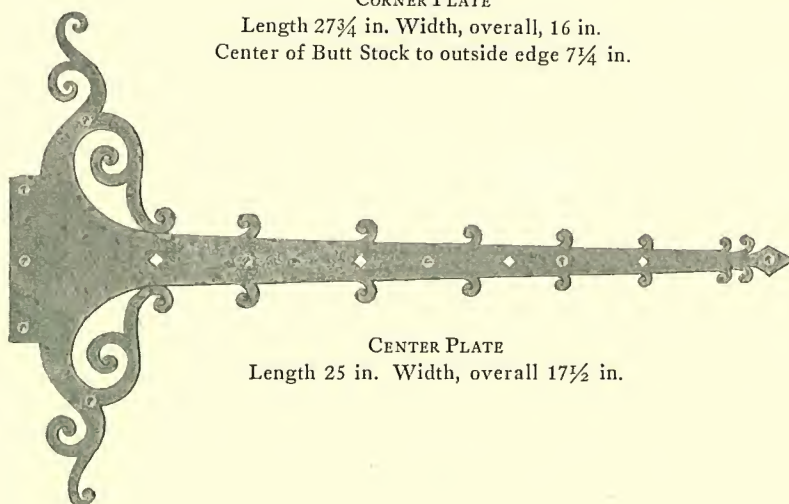 CORNER PLATE
Length 27¾ in. Width, overall, 16 in.
Center of Butt Stock to outside edge 7¼ in.
CENTER PLATE
Length 25 in. Width, overall 17½ in.